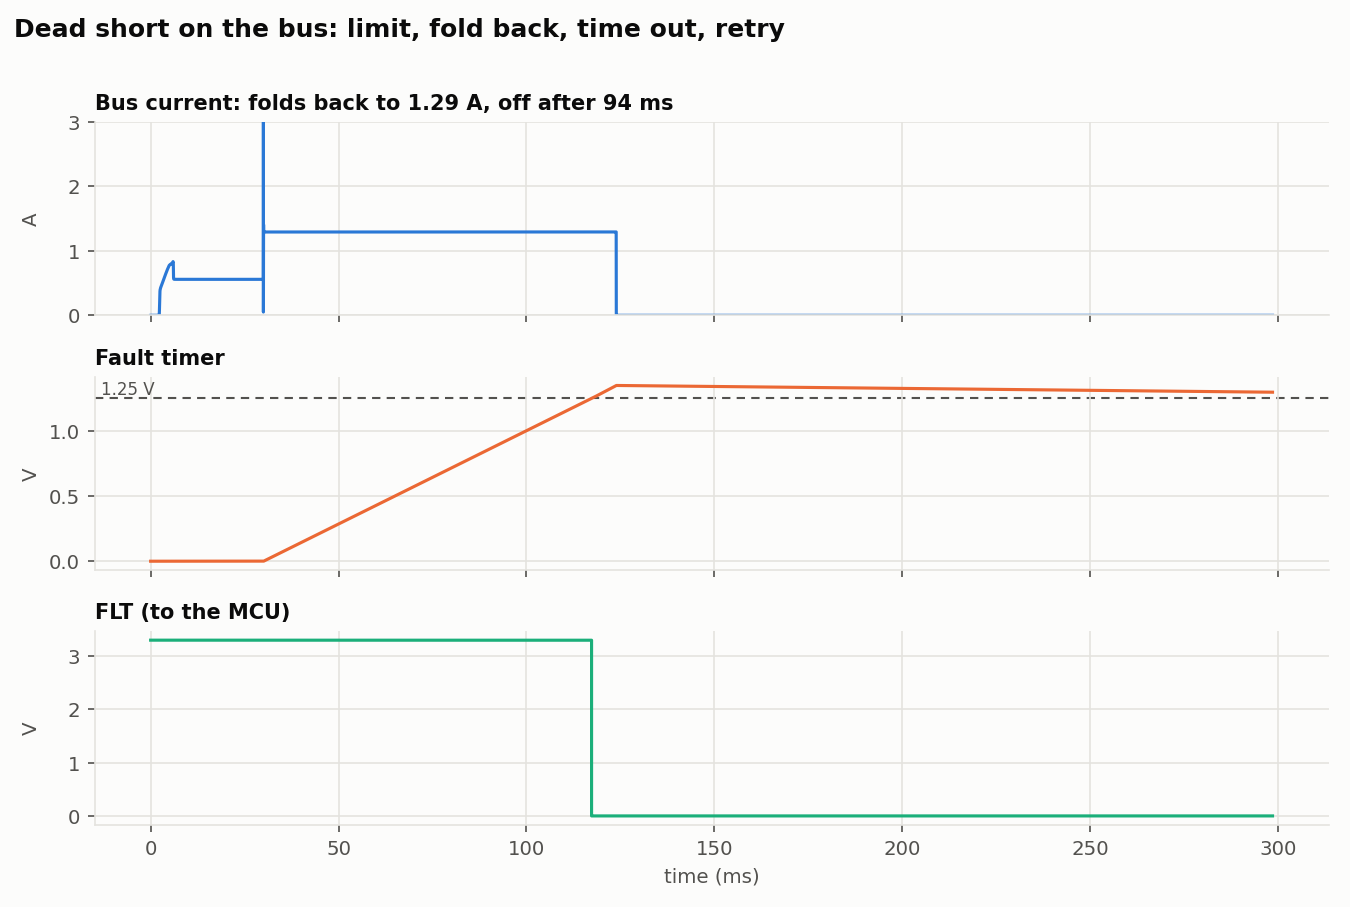 Dead short on the bus: limit, fold back, time out, retry
Bus current: folds back to 1.29 A, off after 94 ms
3
2
1
0
A
Fault timer
1.25 V
1.0
0.5
0.0
V
FLT (to the MCU)
3
2
1
0
V
0 50 100 150 200 250 300
time (ms)